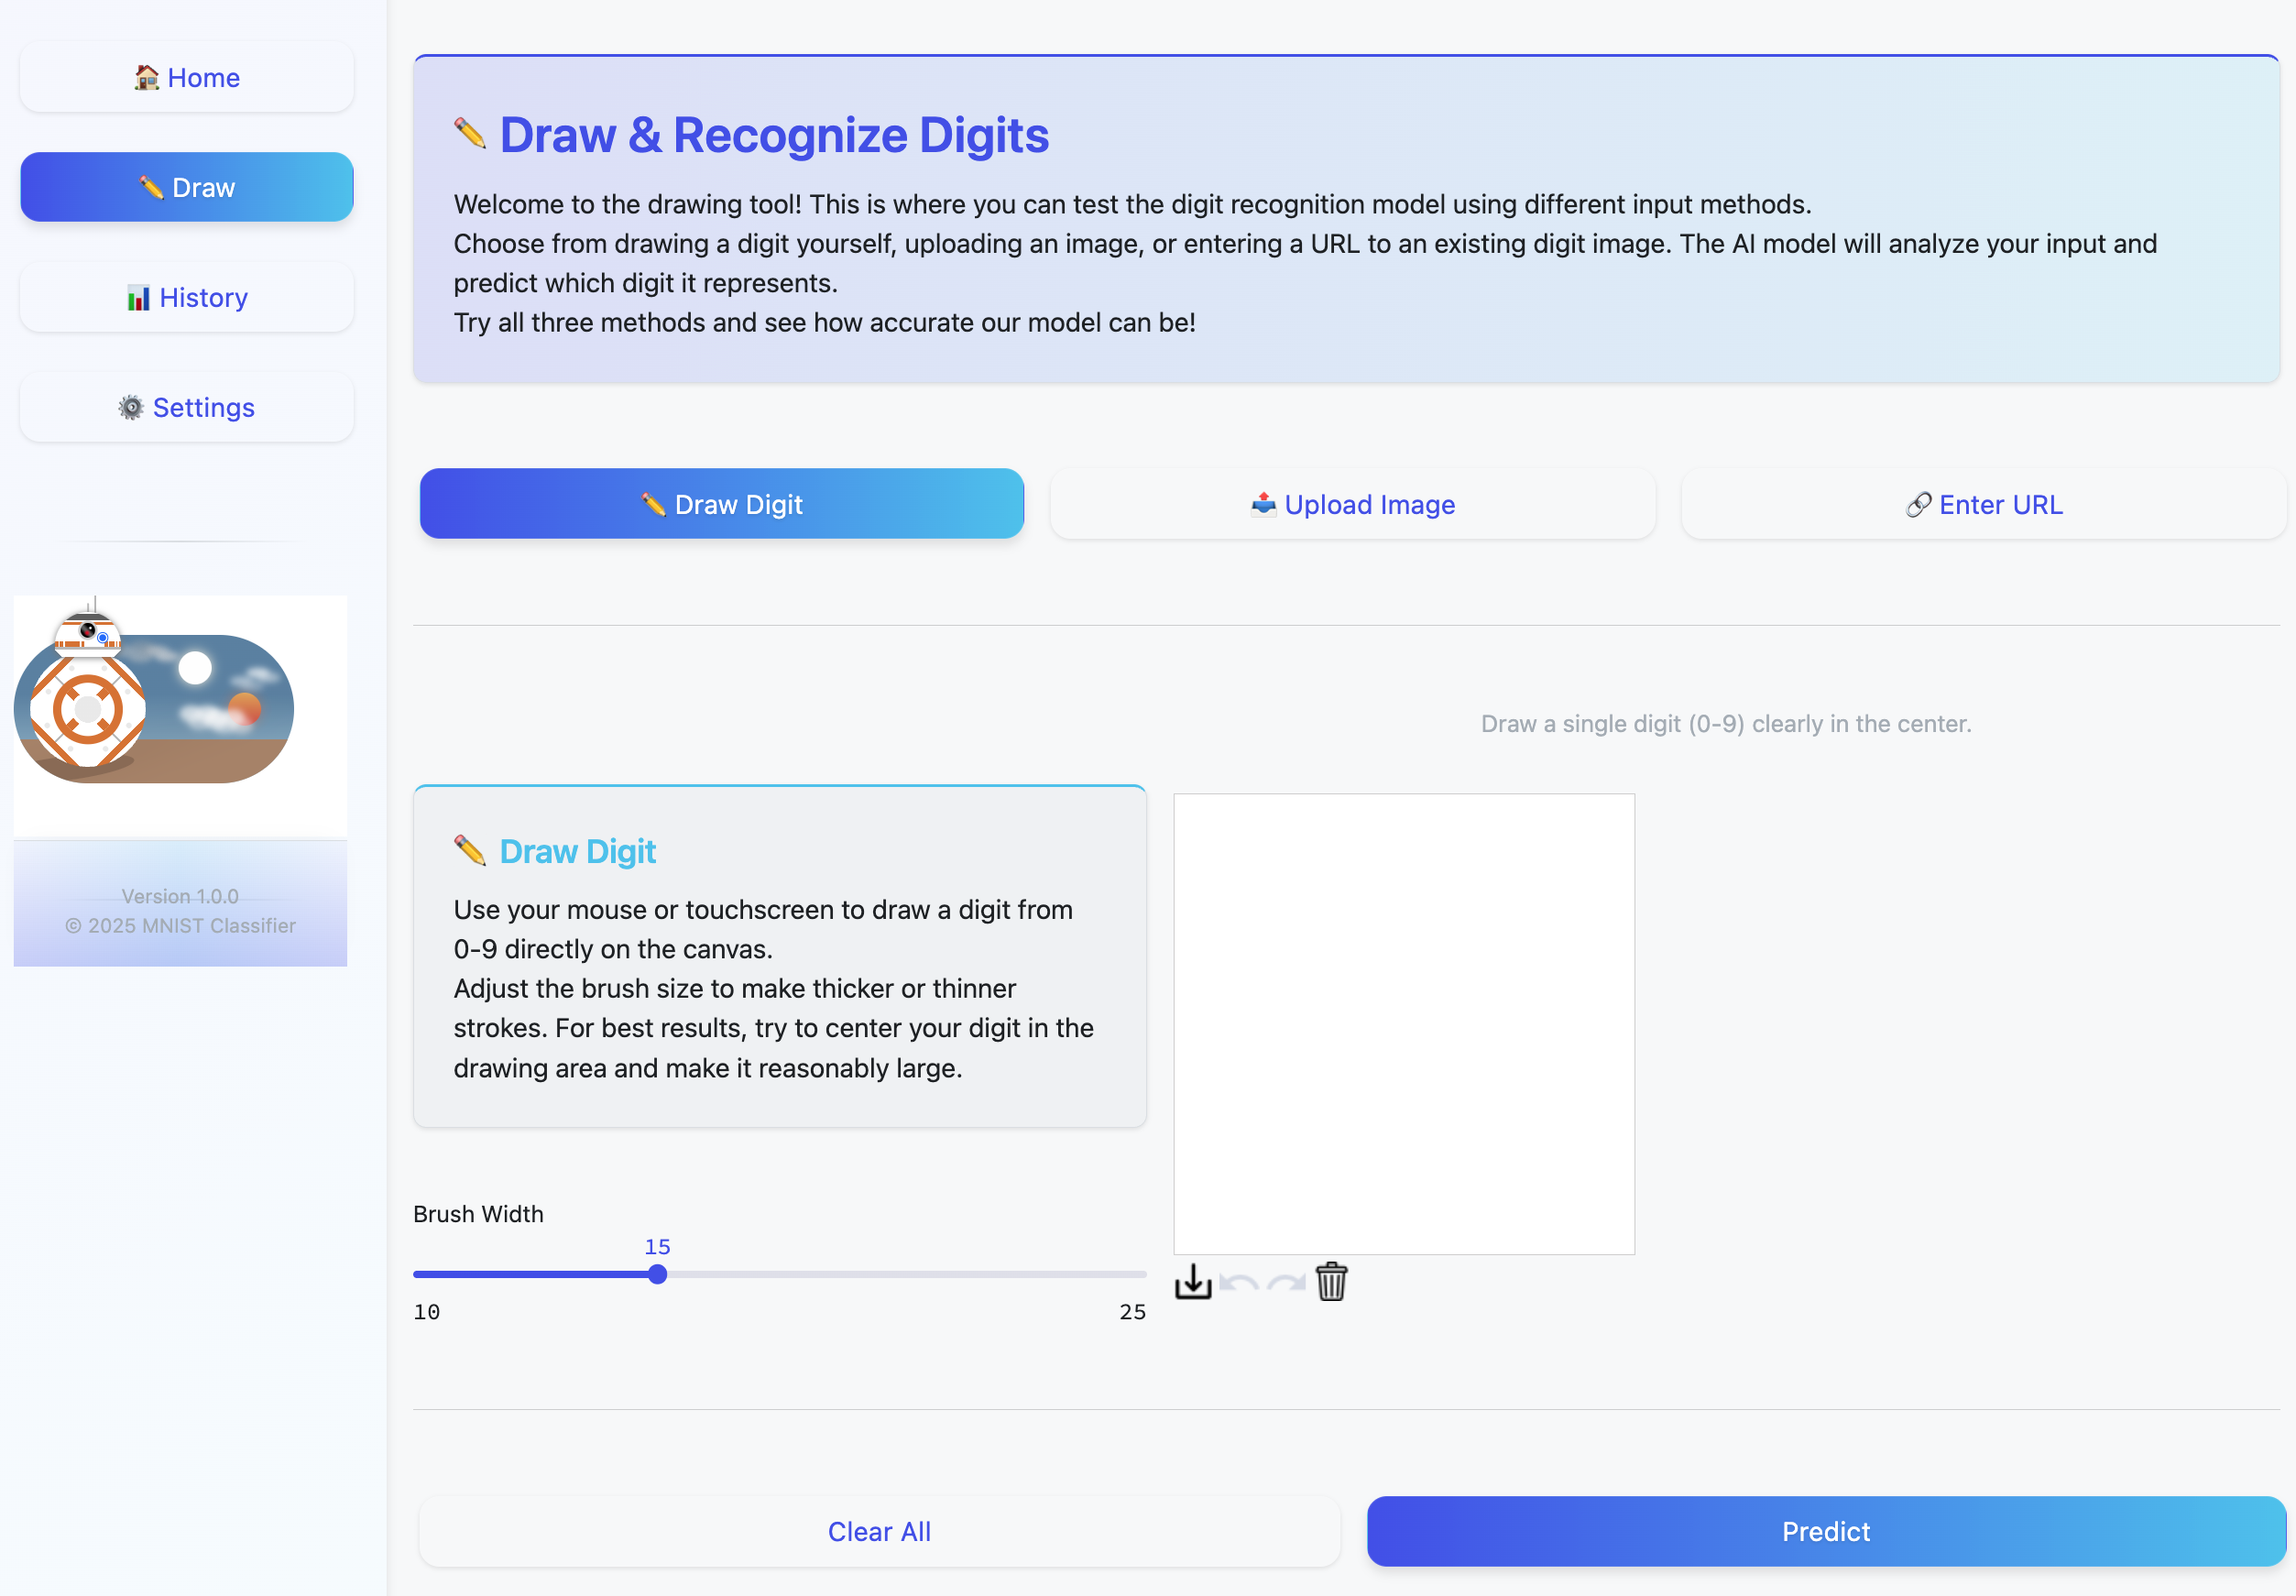 🏠 Home
✏️ Draw
📊 History
⚙️ Settings
Version 1.0.0
© 2025 MNIST Classifier
✏️ Draw & Recognize Digits
Welcome to the drawing tool! This is where you can test the digit recognition model using different input methods.
Choose from drawing a digit yourself, uploading an image, or entering a URL to an existing digit image. The AI model will analyze your input and
predict which digit it represents.
Try all three methods and see how accurate our model can be!
✏️ Draw Digit
📤 Upload Image
🔗 Enter URL
Draw a single digit (0-9) clearly in the center.
✏️ Draw Digit
Use your mouse or touchscreen to draw a digit from
0-9 directly on the canvas.
Adjust the brush size to make thicker or thinner
strokes. For best results, try to center your digit in the
drawing area and make it reasonably large.
Brush Width
15
10
25
Clear All
Predict